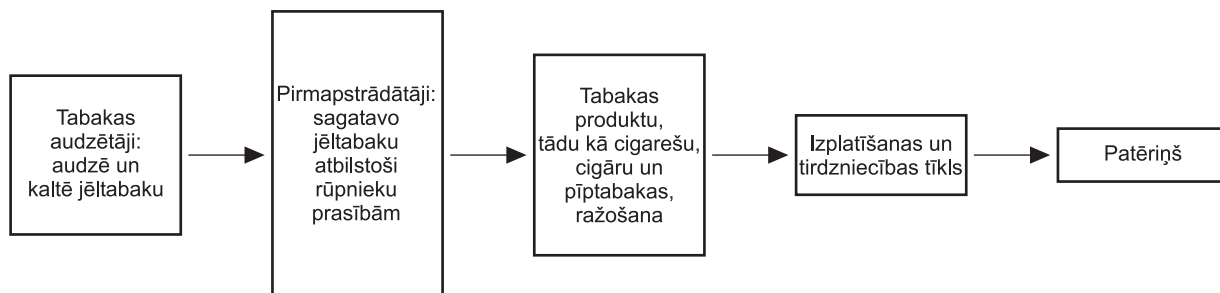 Tabakas
audzētāji:
audzē un
kaltē jēltabaku
Pirmapstrādātāji:
sagatavo
jēltabaku
atbilstoši
rūpnieku
prasībām
Tabakas
produktu,
tādu kā cigarešu,
cigāru un
pīptabakas,
ražošana
Izplatīšanas un
tirdzniecības tīkls
Patēriņš